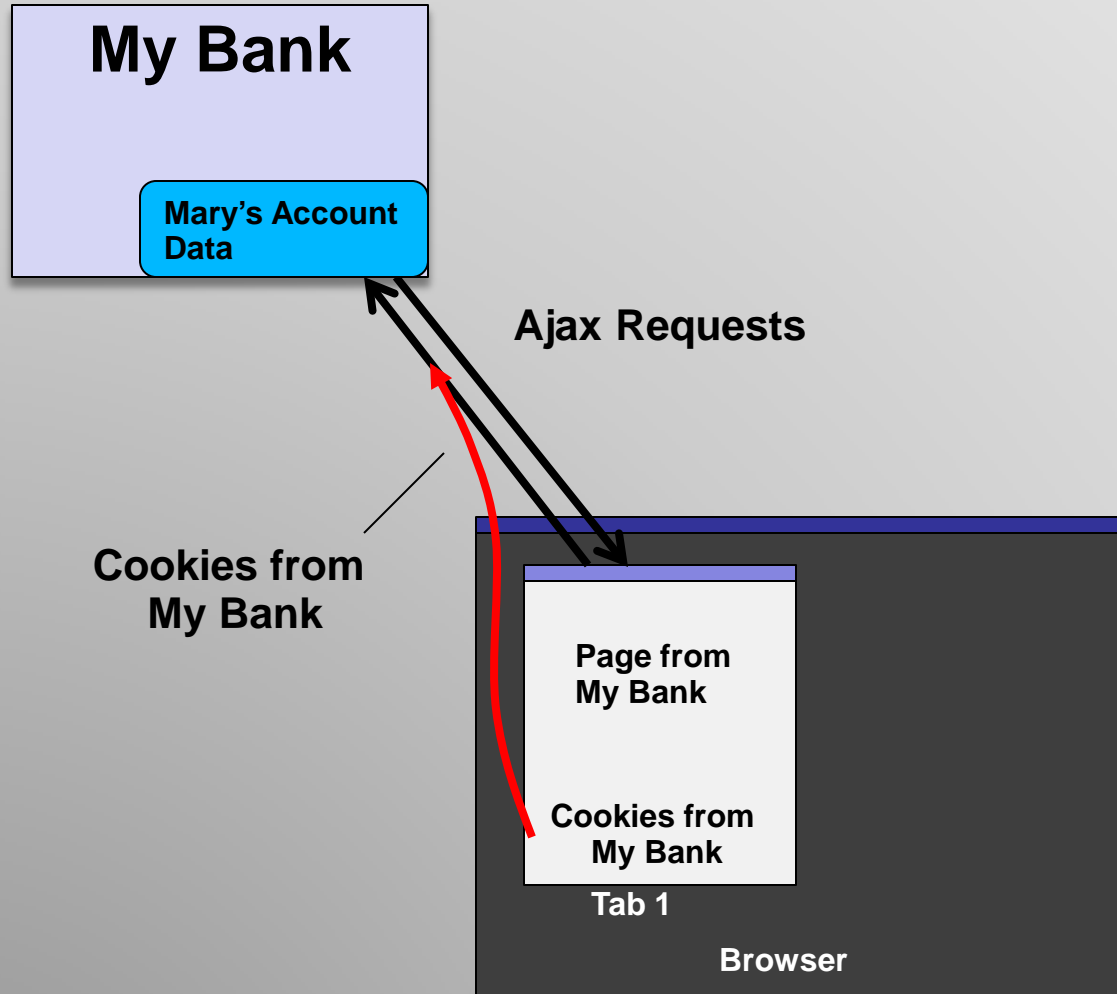 My Bank
Mary’s Account
Data
Ajax Requests
Cookies from
My Bank
Page from
My Bank
Cookies from
My Bank
Tab 1
Browser